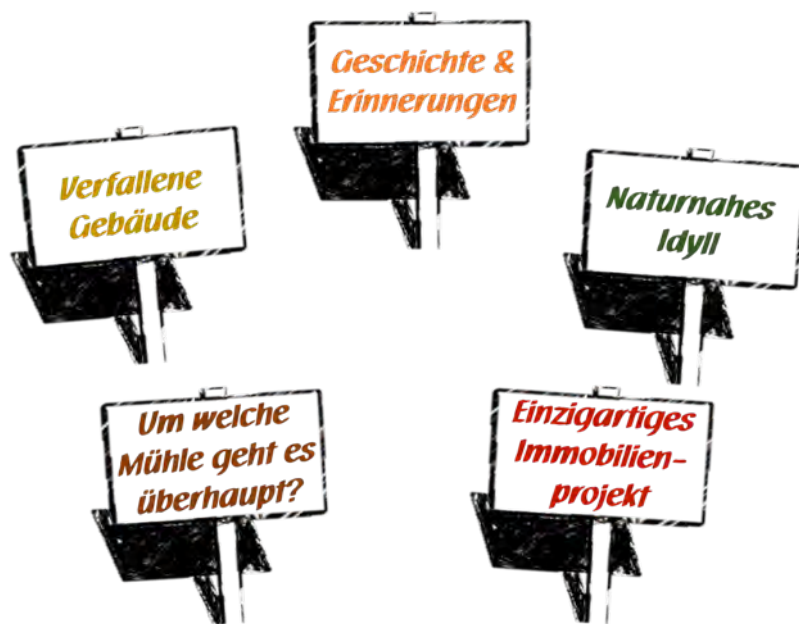 Geschichte &
Erinnerungen
Verfallene
Gebäude
Naturnahes
Idyll
Um welche
Mühle geht es
überhaupt?
Einzigartiges
Immobilien-
projekt